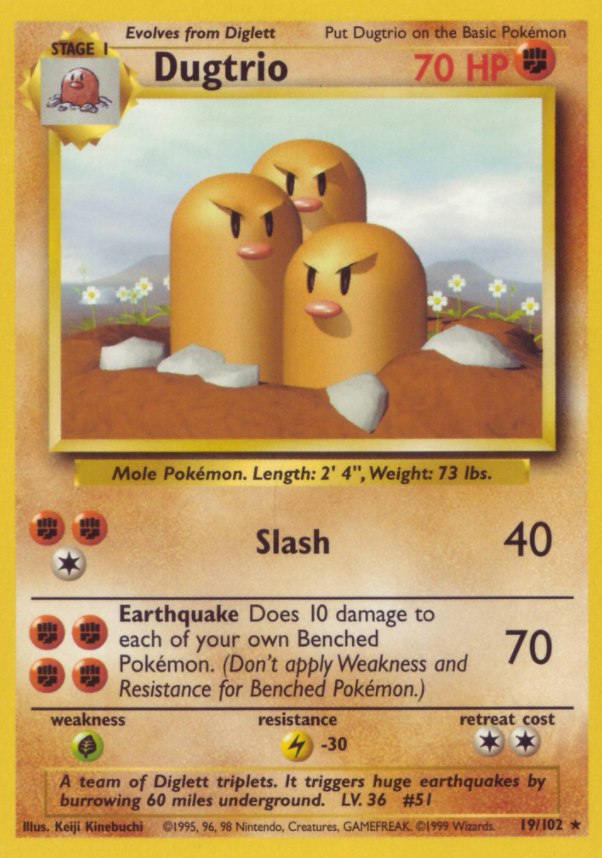 Evolves from Diglett Put Dugtrio on the Basic Pokémon
STAGE 1
Dugtrio 70 HP
Mole Pokémon. Length: 2' 4", Weight: 73 lbs.
Slash 40
Earthquake Does 10 damage to
each of your own Benched
Pokémon. (Don't apply Weakness and
Resistance for Benched Pokémon.)
70
weakness resistance retreat cost
-30
A team of Diglett triplets. It triggers huge earthquakes by
burrowing 60 miles underground. LV. 36 #51
Illus. Keiji Kinebuchi ©1995, 96, 98 Nintendo, Creatures, GAMEFREAK. ©1999 Wizards. 19/102 ★